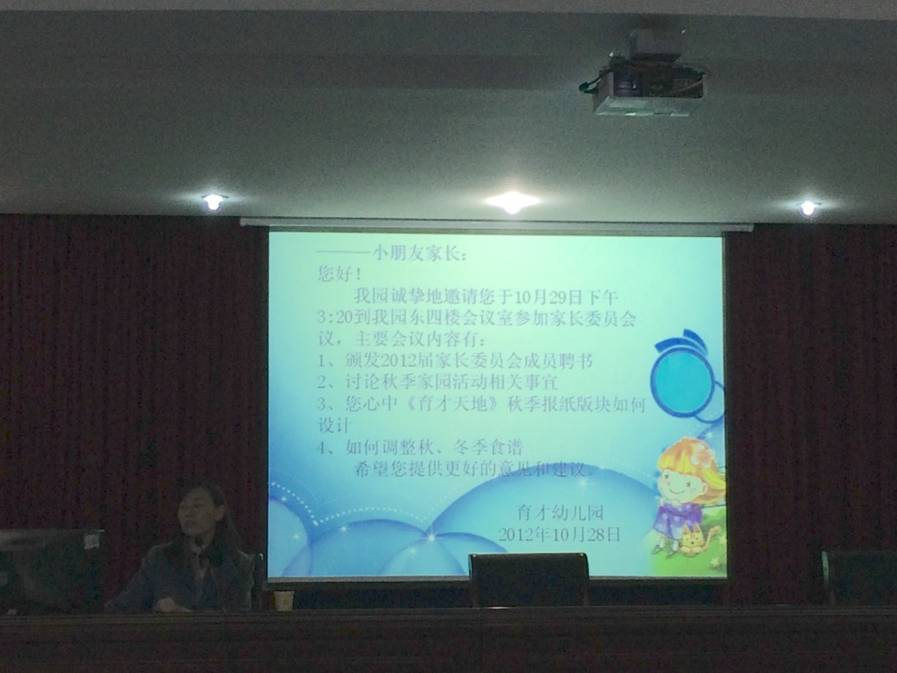 ———小朋友家长：
您好！
我园诚挚地邀请您于10月29日下午
3:20到我园东四楼会议室参加家长委员会
议，主要会议内容有：
1、颁发2012届家长委员会成员聘书
2、讨论秋季家园活动相关事宜
3、您心中《育才天地》秋季报纸版块如何
设计
4、如何调整秋、冬季食谱
希望您提供更好的意见和建议。
育才幼儿园
2012年10月28日